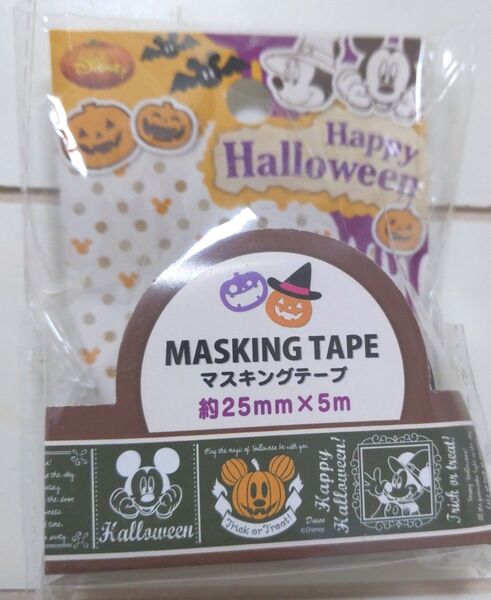 Disney
Happy
Halloween
MASKING TAPE
マスキングテープ
約25mm×5m
Halloween
May the magic of Halloween be with you.
Trick or Treat!
Happy
Halloween!
Daiso
©Disney
Trick or treat!